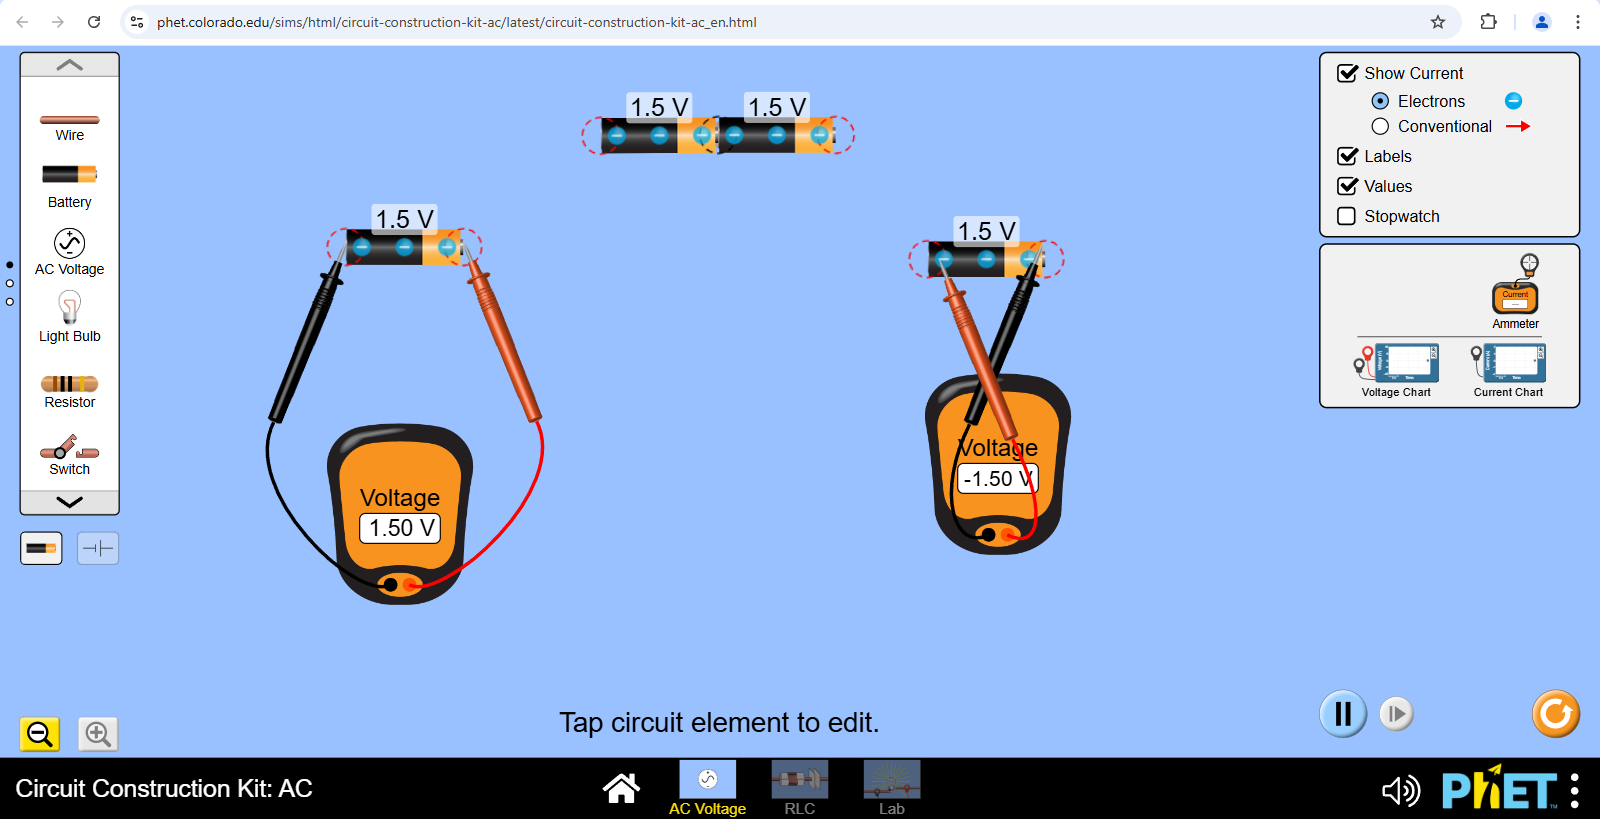 phet.colorado.edu/sims/html/circuit-construction-kit-ac/latest/circuit-construction-kit-ac_en.html
Wire
Battery
AC Voltage
Light Bulb
Resistor
Switch
1.5 V
1.5 V
1.5 V
1.5 V
Voltage
1.50 V
Voltage
-1.50 V
Show Current
Electrons
Conventional
Labels
Values
Stopwatch
Current
Ammeter
Voltage Chart
Current Chart
Tap circuit element to edit.
Circuit Construction Kit: AC
AC Voltage
RLC
Lab
PhET